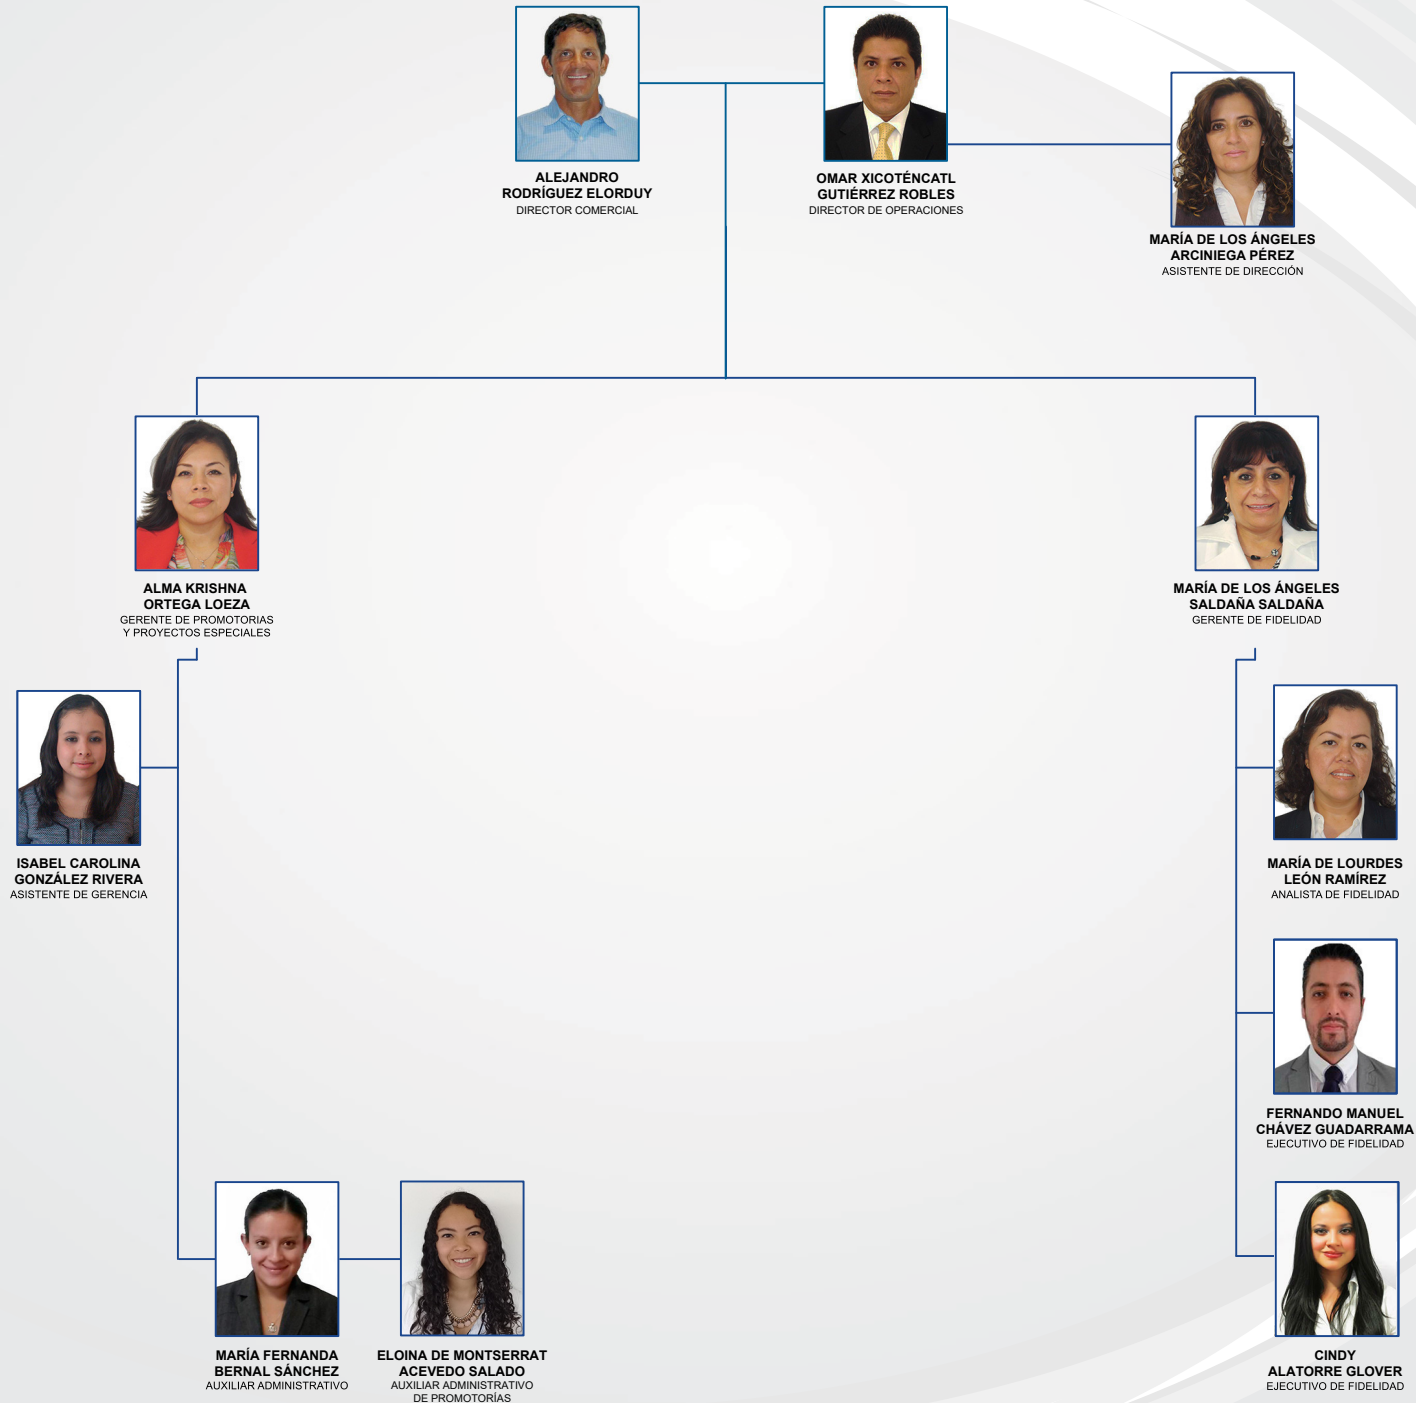 ALEJANDRO
RODRÍGUEZ ELORDUY
DIRECTOR COMERCIAL
OMAR XICOTÉNCATL
GUTIÉRREZ ROBLES
DIRECTOR DE OPERACIONES
MARÍA DE LOS ÁNGELES
ARCINIEGA PÉREZ
ASISTENTE DE DIRECCIÓN
ALMA KRISHNA
ORTEGA LOEZA
GERENTE DE PROMOTORIAS
Y PROYECTOS ESPECIALES
MARÍA DE LOS ÁNGELES
SALDAÑA SALDAÑA
GERENTE DE FIDELIDAD
ISABEL CAROLINA
GONZÁLEZ RIVERA
ASISTENTE DE GERENCIA
MARÍA DE LOURDES
LEÓN RAMÍREZ
ANALISTA DE FIDELIDAD
FERNANDO MANUEL
CHÁVEZ GUADARRAMA
EJECUTIVO DE FIDELIDAD
MARÍA FERNANDA
BERNAL SÁNCHEZ
AUXILIAR ADMINISTRATIVO
ELOINA DE MONTSERRAT
ACEVEDO SALADO
AUXILIAR ADMINISTRATIVO
DE PROMOTORÍAS
CINDY
ALATORRE GLOVER
EJECUTIVO DE FIDELIDAD